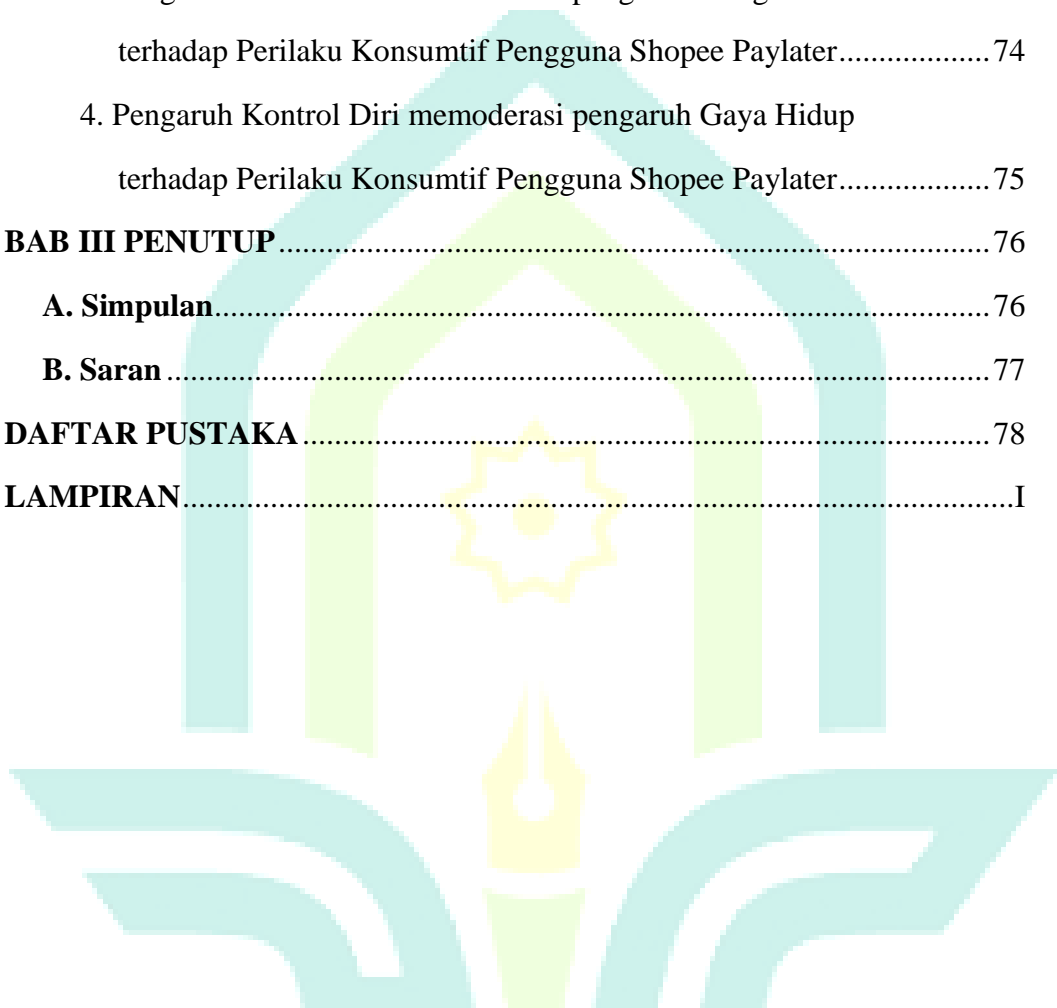 terhadap Perilaku Konsumtif Pengguna Shopee Paylater...................74
4. Pengaruh Kontrol Diri memoderasi pengaruh Gaya Hidup
terhadap Perilaku Konsumtif Pengguna Shopee Paylater...................75
BAB III PENUTUP..........................................................................................76
A. Simpulan..................................................................................................76
B. Saran........................................................................................................77
DAFTAR PUSTAKA.......................................................................................78
LAMPIRAN.......................................................................................................I